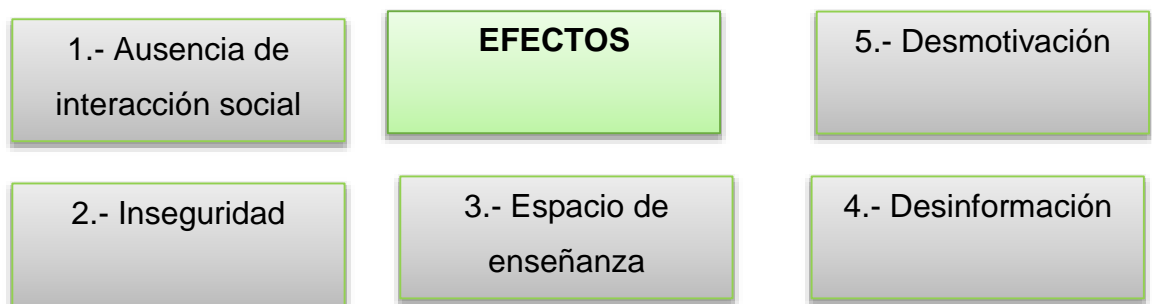 1.- Ausencia de
interacción social
EFECTOS
5.- Desmotivación
2.- Inseguridad
3.- Espacio de
enseñanza
4.- Desinformación